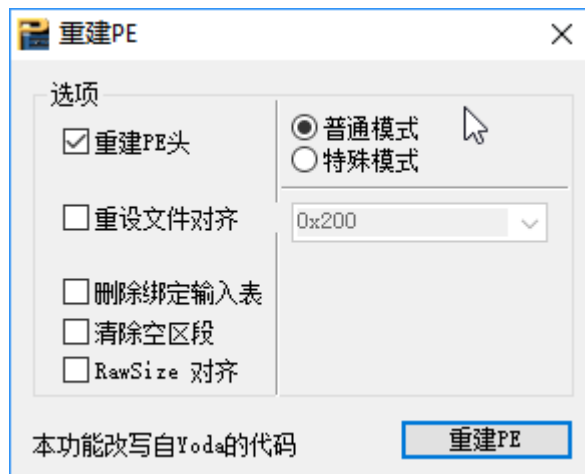 重建PE
选项
重建PE头
普通模式
特殊模式
重设文件对齐
0x200
删除绑定输入表
清除空区段
RawSize 对齐
本功能改写自Yoda的代码
重建PE